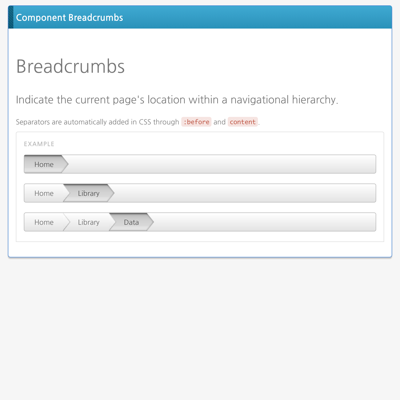 Component Breadcrumbs
Breadcrumbs
Indicate the current page's location within a navigational hierarchy.
Separators are automatically added in CSS through :before and content.
EXAMPLE
Home
Home Library
Home Library Data